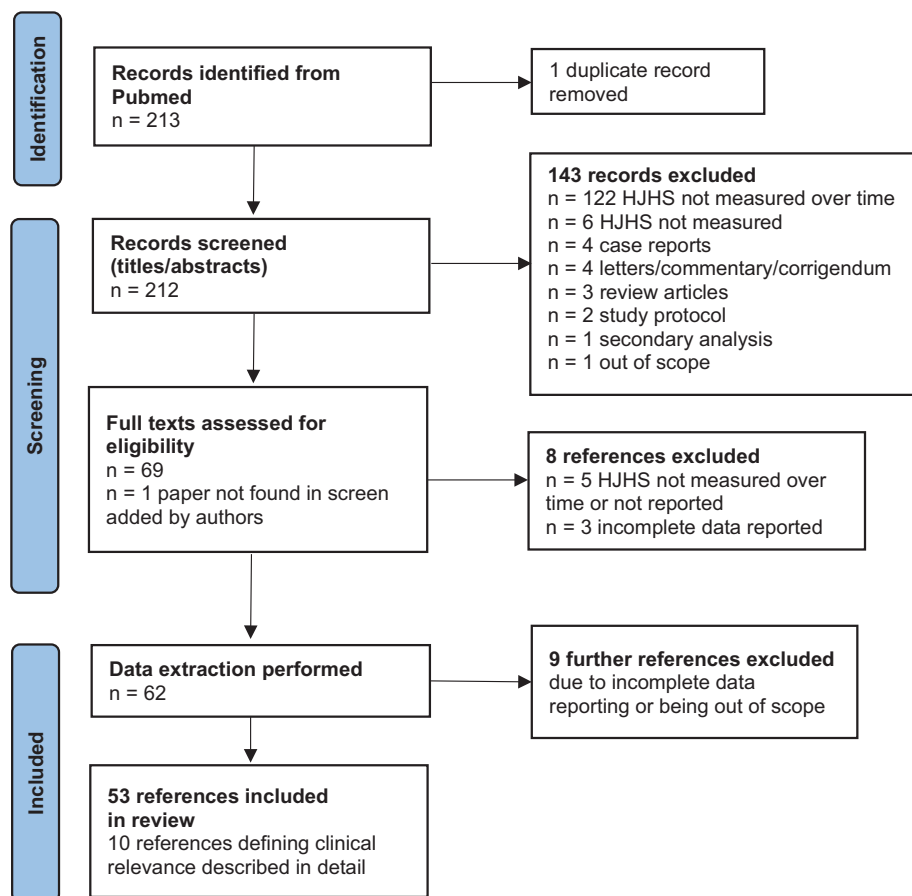 Identification
Records identified from
Pubmed
n = 213
1 duplicate record
removed
Screening
Records screened
(titles/abstracts)
n = 212
143 records excluded
n = 122 HJHS not measured over time
n = 6 HJHS not measured
n = 4 case reports
n = 4 letters/commentary/corrigendum
n = 3 review articles
n = 2 study protocol
n = 1 secondary analysis
n = 1 out of scope
Full texts assessed for
eligibility
n = 69
n = 1 paper not found in screen
added by authors
8 references excluded
n = 5 HJHS not measured over
time or not reported
n = 3 incomplete data reported
Included
Data extraction performed
n = 62
9 further references excluded
due to incomplete data
reporting or being out of scope
53 references included
in review
10 references defining clinical
relevance described in detail